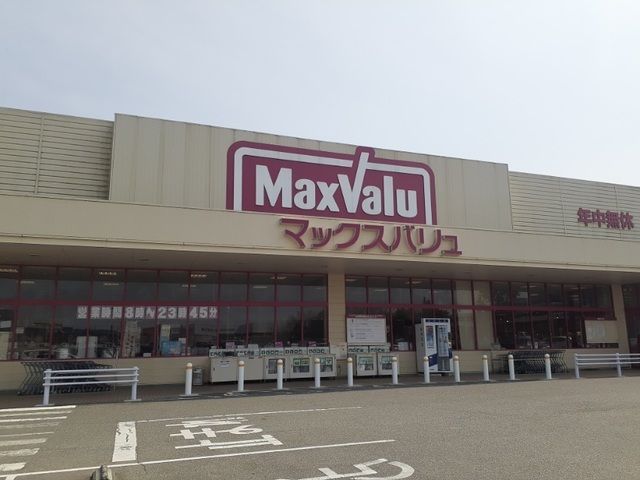 MaxValu
マックスバリュ
年中無休
営業時間8時〜23時45分
止